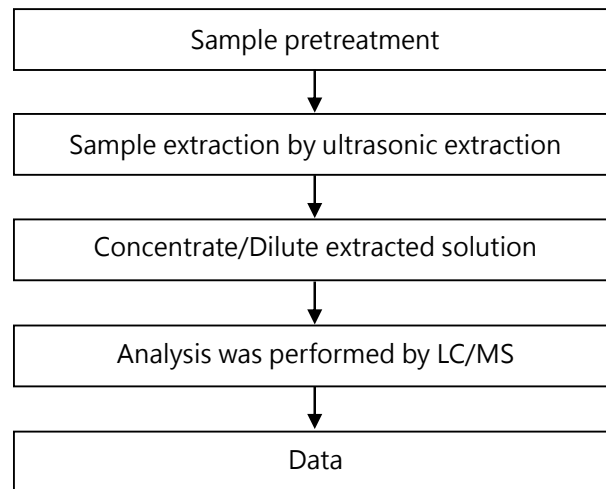 Sample pretreatment
Sample extraction by ultrasonic extraction
Concentrate/Dilute extracted solution
Analysis was performed by LC/MS
Data